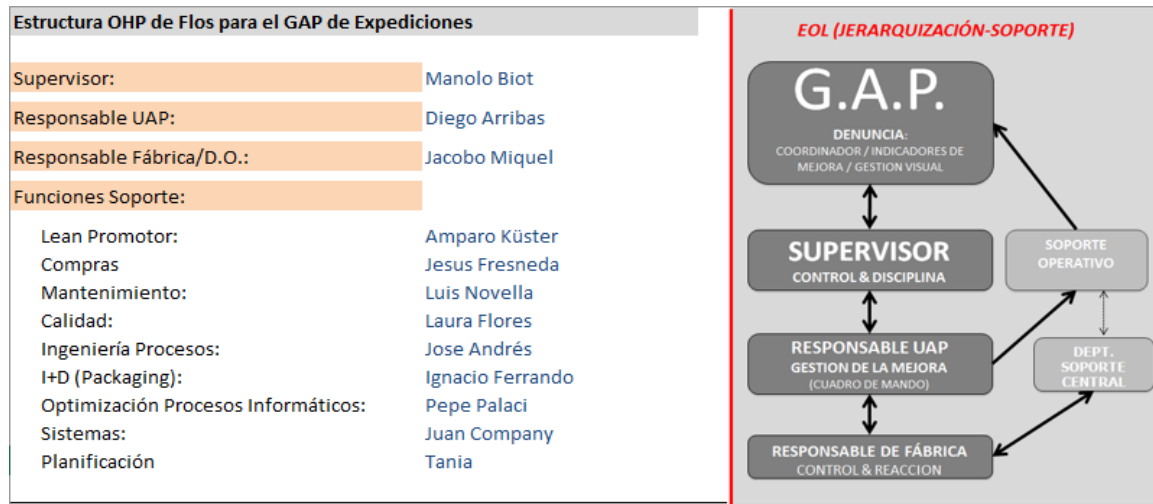 Estructura OHP de Flos para el GAP de Expediciones
Supervisor: Manolo Biot
Responsable UAP: Diego Arribas
Responsable Fábrica/D.O.: Jacobo Miquel
Funciones Soporte:
Lean Promotor: Amparo Küster
Compras Jesus Fresneda
Mantenimiento: Luis Novella
Calidad: Laura Flores
Ingeniería Procesos: Jose Andrés
I+D (Packaging): Ignacio Ferrando
Optimización Procesos Informáticos: Pepe Palaci
Sistemas: Juan Company
Planificación Tania
EOL (JERARQUIZACIÓN-SOPORTE)
G.A.P.
DENUNCIA:
COORDINADOR / INDICADORES DE
MEJORA / GESTION VISUAL
SUPERVISOR
CONTROL & DISCIPLINA
SOPORTE
OPERATIVO
RESPONSABLE UAP
GESTION DE LA MEJORA
(CUADRO DE MANDO)
DEPT.
SOPORTE
CENTRAL
RESPONSABLE DE FÁBRICA
CONTROL & REACCION